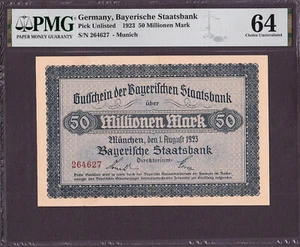 PMG
PAPER MONEY GUARANTY
Germany, Bayerische Staatsbank
Pick Unlisted 1923 50 Millionen Mark
S/N 264627 - Munich
64
Choice Uncirculated
Gutschein der Bayerischen Staatsbank
über
50 Millionen Mark 50
München, den 1. August 1923
Bayerische Staatsbank
264627 Direktorium: